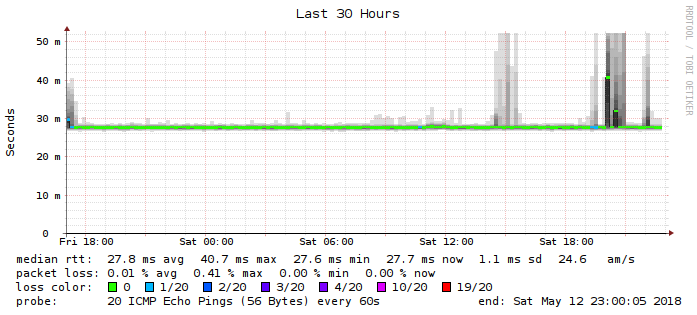 Last 30 Hours
RRDTOOL / TOBI OETIKER
Seconds
50 m
40 m
30 m
20 m
10 m
0
Fri 18:00 Sat 00:00 Sat 06:00 Sat 12:00 Sat 18:00
median rtt: 27.8 ms avg 40.7 ms max 27.6 ms min 27.7 ms now 1.1 ms sd 24.6 am/s
packet loss: 0.01 % avg 0.41 % max 0.00 % min 0.00 % now
loss color: 0 1/20 2/20 3/20 4/20 10/20 19/20
probe: 20 ICMP Echo Pings (56 Bytes) every 60s end: Sat May 12 23:00:05 2018